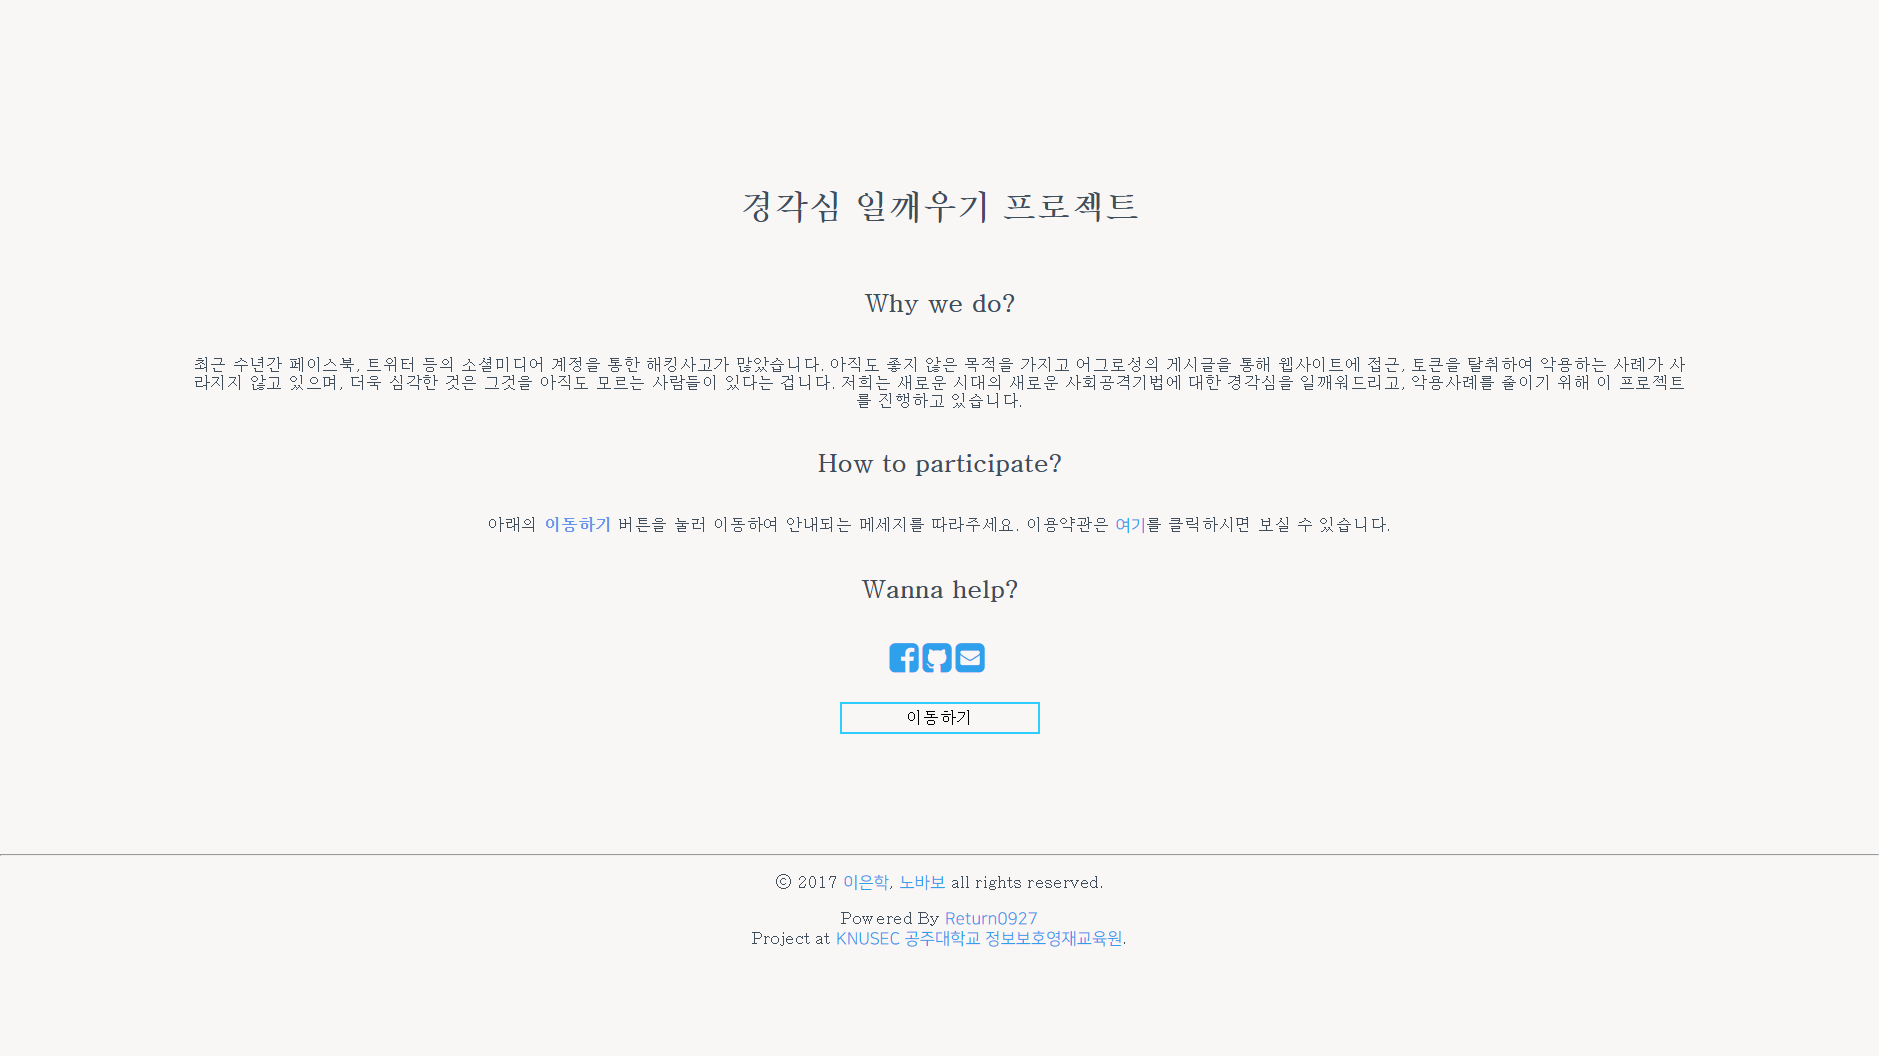 경각심 일깨우기 프로젝트
Why we do?
최근 수년간 페이스북, 트위터 등의 소셜미디어 계정을 통한 해킹사고가 많았습니다. 아직도 좋지 않은 목적을 가지고 어그로성의 게시글을 통해 웹사이트에 접근, 토큰을 탈취하여 악용하는 사례가 사
라지지 않고 있으며, 더욱 심각한 것은 그것을 아직도 모르는 사람들이 있다는 겁니다. 저희는 새로운 시대의 새로운 사회공격기법에 대한 경각심을 일깨워드리고, 악용사례를 줄이기 위해 이 프로젝트
를 진행하고 있습니다.
How to participate?
아래의 이동하기 버튼을 눌러 이동하여 안내되는 메세지를 따라주세요. 이용약관은 여기를 클릭하시면 보실 수 있습니다.
Wanna help?
이동하기
ⓒ 2017 이은학, 노바보 all rights reserved.
Powered By Return0927
Project at KNUSEC 공주대학교 정보보호영재교육원.